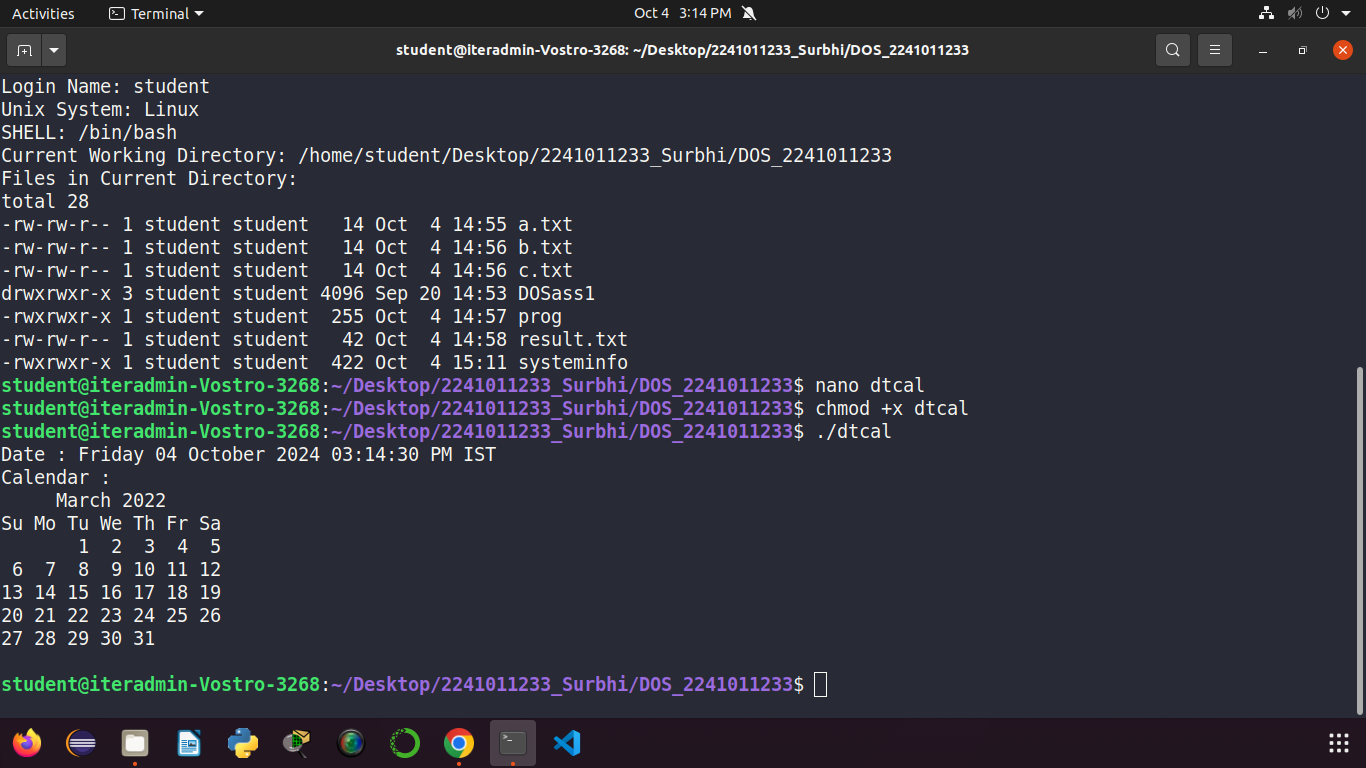 Activities
Terminal
Oct 4 3:14 PM
student@iteradmin-Vostro-3268: ~/Desktop/2241011233_Surbhi/DOS_2241011233
Login Name: student
Unix System: Linux
SHELL: /bin/bash
Current Working Directory: /home/student/Desktop/2241011233_Surbhi/DOS_2241011233
Files in Current Directory:
total 28
-rw-rw-r-- 1 student student   14 Oct  4 14:55 a.txt
-rw-rw-r-- 1 student student   14 Oct  4 14:56 b.txt
-rw-rw-r-- 1 student student   14 Oct  4 14:56 c.txt
drwxrwxr-x 3 student student 4096 Sep 20 14:53 DOSass1
-rwxrwxr-x 1 student student  255 Oct  4 14:57 prog
-rw-rw-r-- 1 student student   42 Oct  4 14:58 result.txt
-rwxrwxr-x 1 student student  422 Oct  4 15:11 systeminfo
student@iteradmin-Vostro-3268:~/Desktop/2241011233_Surbhi/DOS_2241011233$ nano dtcal
student@iteradmin-Vostro-3268:~/Desktop/2241011233_Surbhi/DOS_2241011233$ chmod +x dtcal
student@iteradmin-Vostro-3268:~/Desktop/2241011233_Surbhi/DOS_2241011233$ ./dtcal
Date : Friday 04 October 2024 03:14:30 PM IST
Calendar :
     March 2022
Su Mo Tu We Th Fr Sa
       1  2  3  4  5
 6  7  8  9 10 11 12
13 14 15 16 17 18 19
20 21 22 23 24 25 26
27 28 29 30 31
student@iteradmin-Vostro-3268:~/Desktop/2241011233_Surbhi/DOS_2241011233$